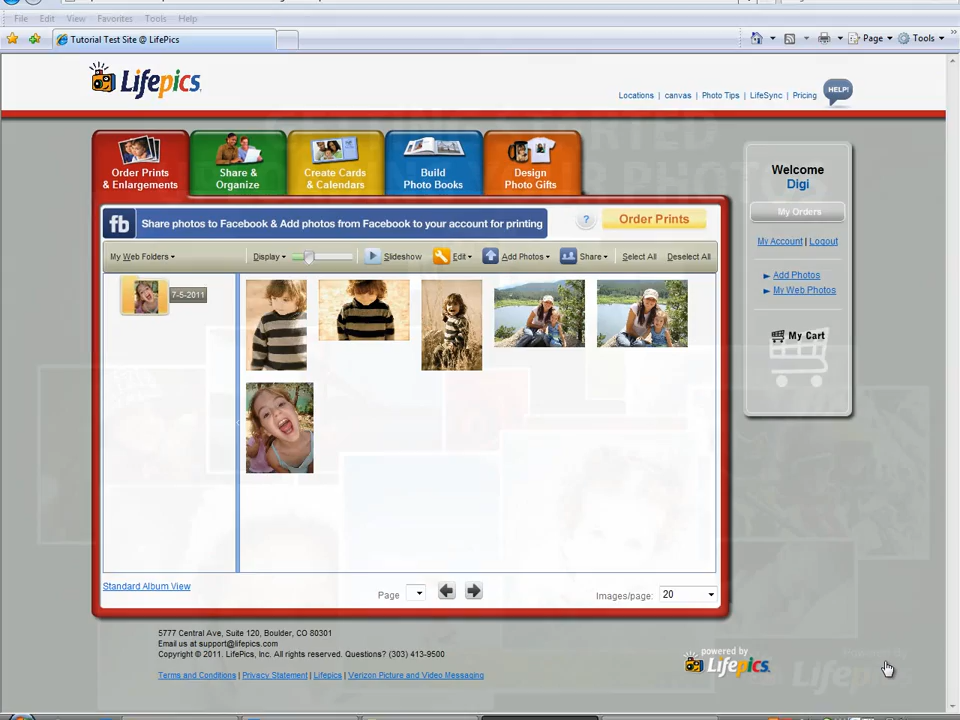 File Edit View Favorites Tools Help
Tutorial Test Site @ LifePics
Page Tools
Lifepics
Locations | canvas | Photo Tips | LifeSync | Pricing
HELP!
Order Prints
& Enlargements
Share &
Organize
Create Cards
& Calendars
Build
Photo Books
Design
Photo Gifts
Welcome
Digi
My Orders
My Account | Logout
Add Photos
My Web Photos
My Cart
fb Share photos to Facebook & Add photos from Facebook to your account for printing
? Order Prints
My Web Folders Display Slideshow Edit Add Photos Share Select All Deselect All
7-5-2011
Standard Album View
Page
Images/page: 20
5777 Central Ave, Suite 120, Boulder, CO 80301
Email us at support@lifepics.com
Copyright © 2011. LifePics, Inc. All rights reserved. Questions? (303) 413-9500
Terms and Conditions | Privacy Statement | Lifepics | Verizon Picture and Video Messaging
powered by
Lifepics